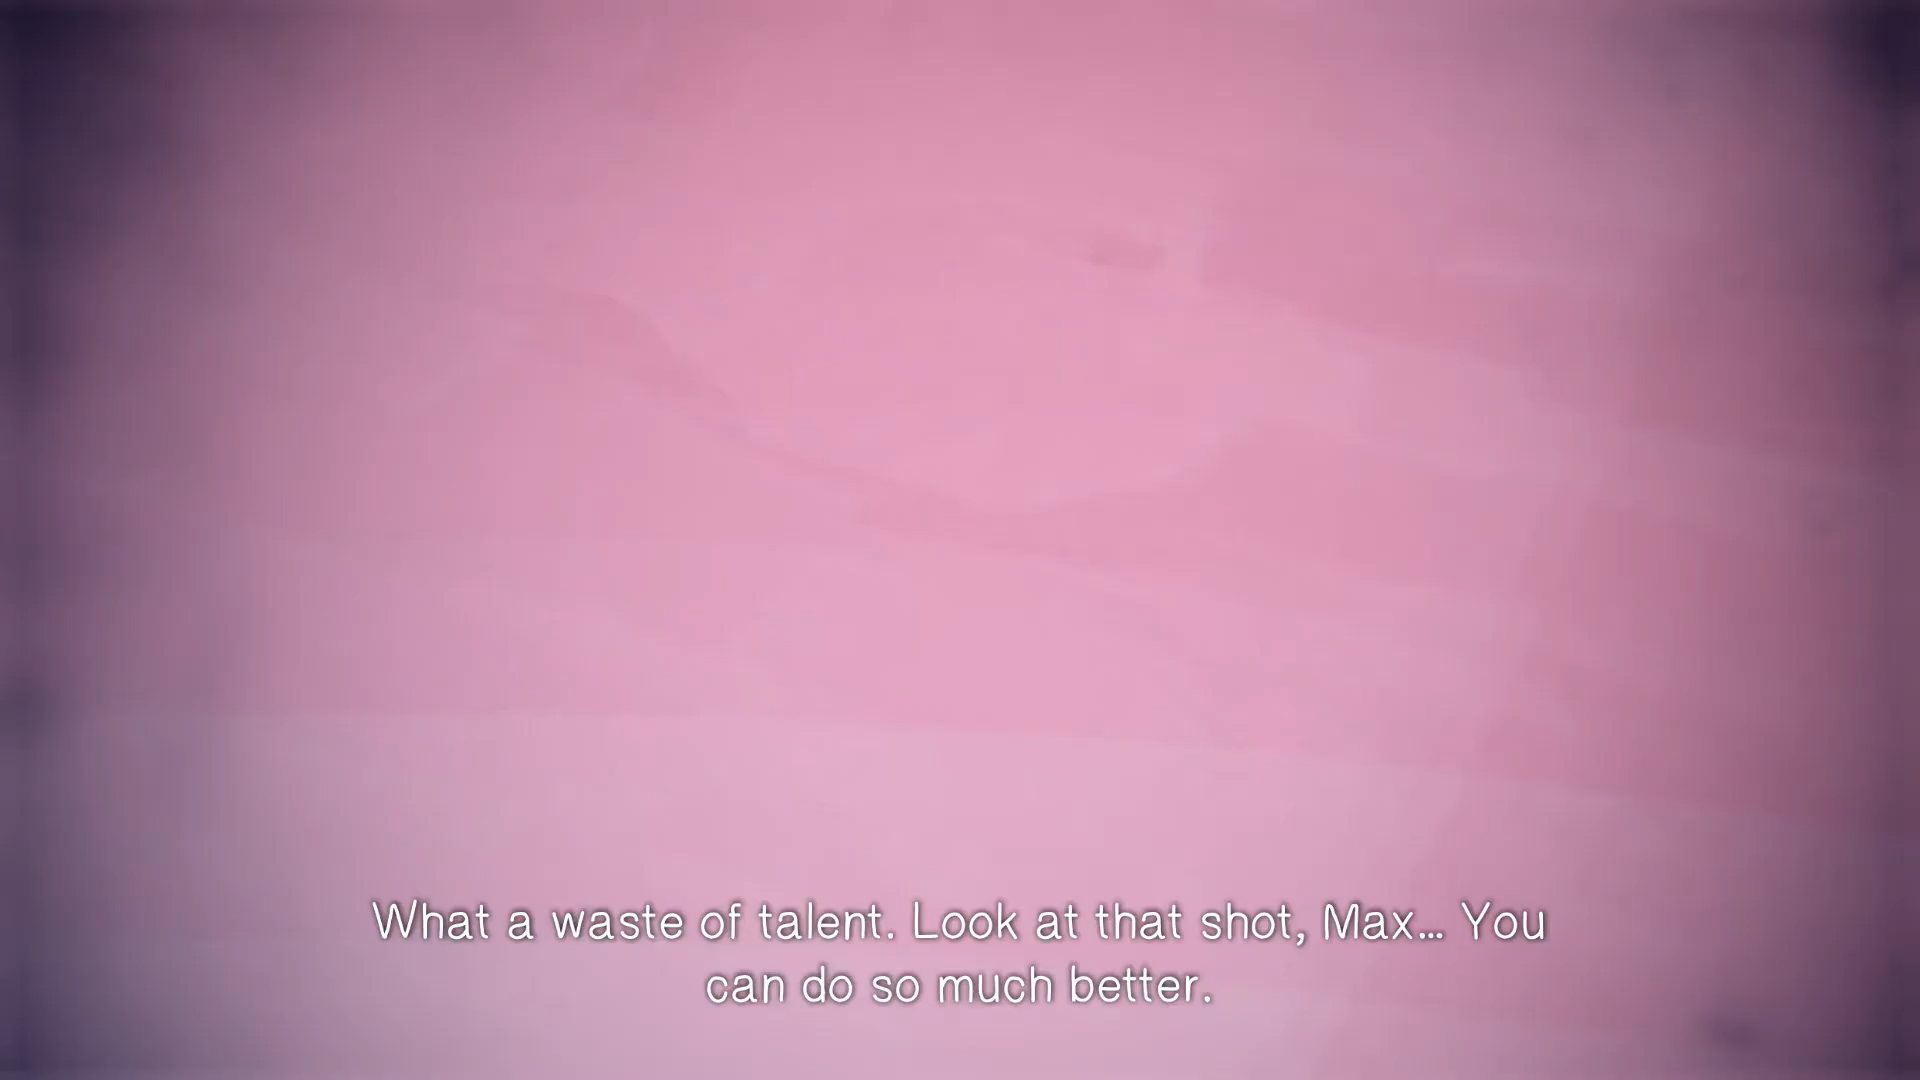 What a waste of talent. Look at that shot, Max... You
can do so much better.